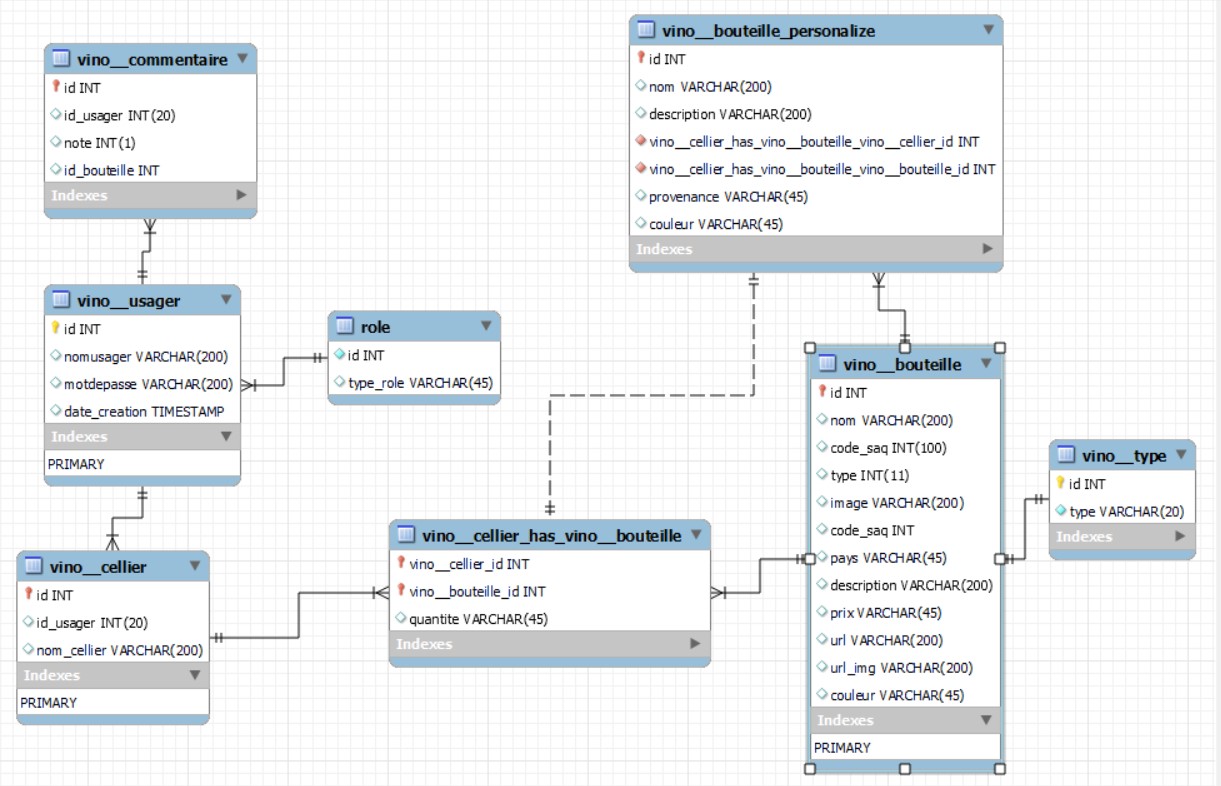 vino__commentaire
id INT
id_usager INT(20)
note INT(1)
id_bouteille INT
Indexes
vino__bouteille_personalize
id INT
nom VARCHAR(200)
description VARCHAR(200)
vino__cellier_has_vino__bouteille_vino__cellier_id INT
vino__cellier_has_vino__bouteille_vino__bouteille_id INT
provenance VARCHAR(45)
couleur VARCHAR(45)
Indexes
vino__usager
id INT
nomusager VARCHAR(200)
motdepasse VARCHAR(200)
date_creation TIMESTAMP
Indexes
PRIMARY
role
id INT
type_role VARCHAR(45)
vino__bouteille
id INT
nom VARCHAR(200)
code_saq INT(100)
type INT(11)
image VARCHAR(200)
code_saq INT
pays VARCHAR(45)
description VARCHAR(200)
prix VARCHAR(45)
url VARCHAR(200)
url_img VARCHAR(200)
couleur VARCHAR(45)
Indexes
PRIMARY
vino__type
id INT
type VARCHAR(20)
Indexes
vino__cellier_has_vino__bouteille
vino__cellier_id INT
vino__bouteille_id INT
quantite VARCHAR(45)
Indexes
vino__cellier
id INT
id_usager INT(20)
nom_cellier VARCHAR(200)
Indexes
PRIMARY